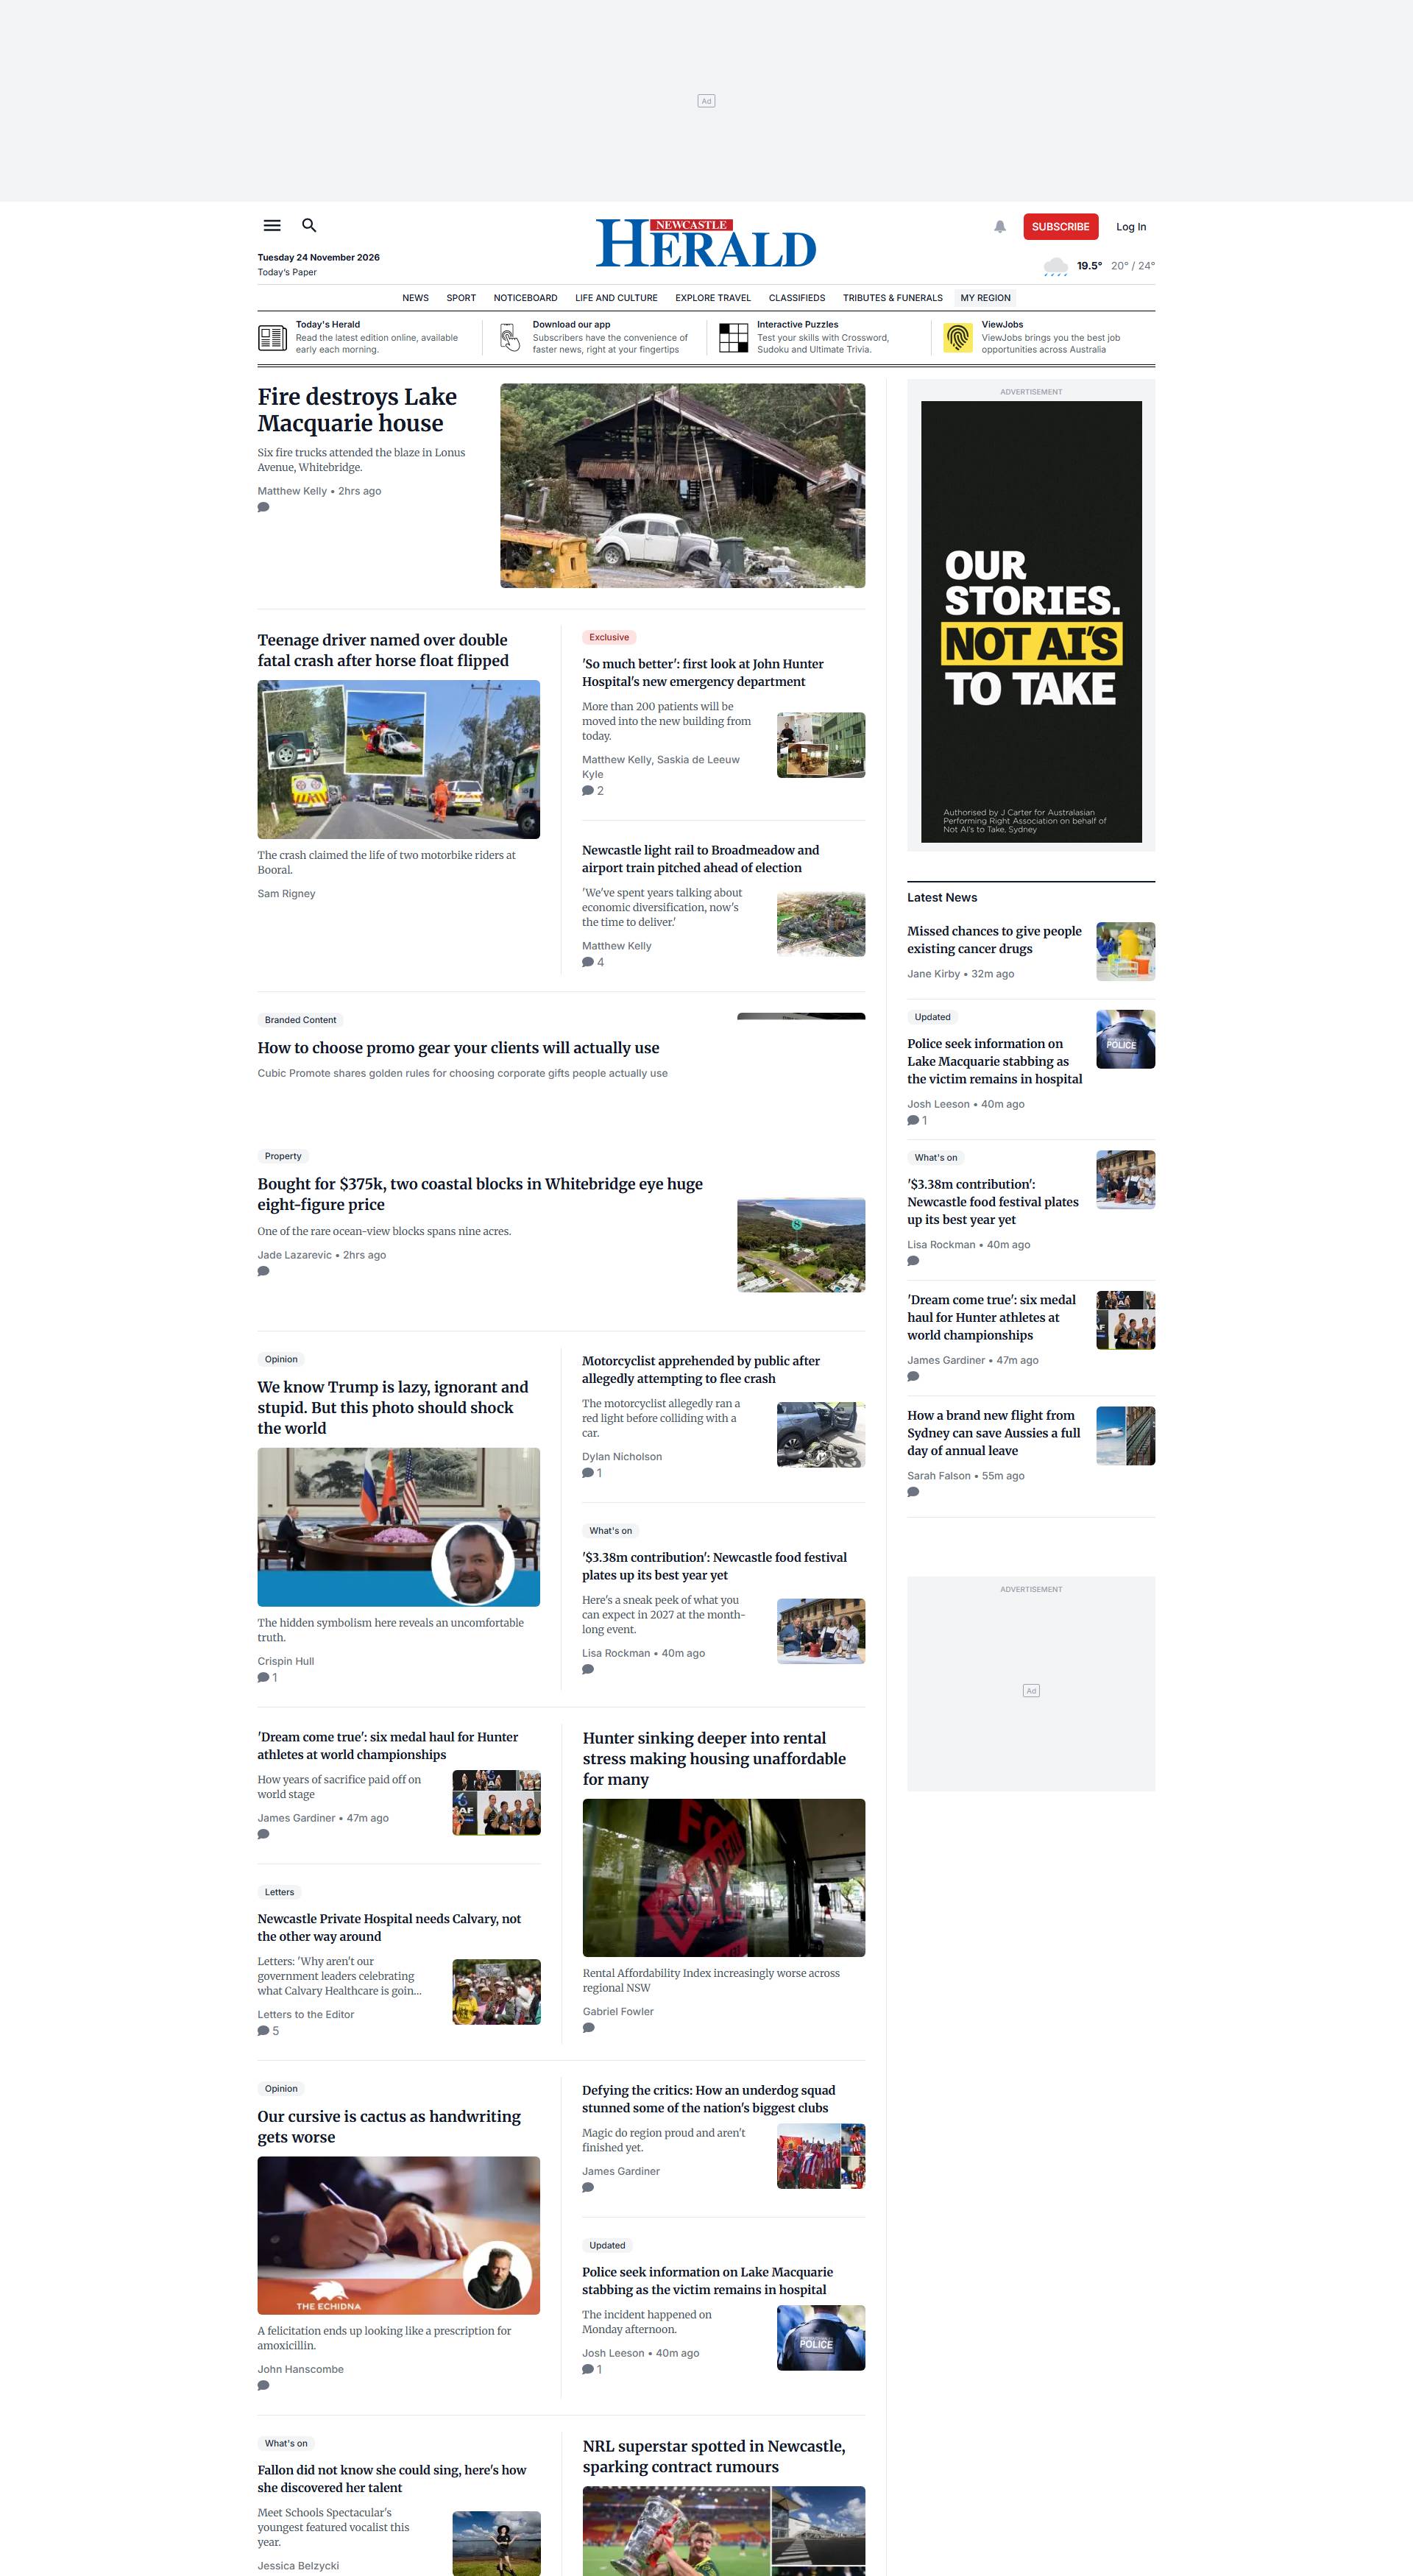 Ad
NEWCASTLE
HERALD
SUBSCRIBE
Log In
Tuesday 24 November 2026
Today's Paper
19.5° 20° / 24°
NEWS SPORT NOTICEBOARD LIFE AND CULTURE EXPLORE TRAVEL CLASSIFIEDS TRIBUTES & FUNERALS MY REGION
Today's Herald
Read the latest edition online, available
early each morning.
Download our app
Subscribers have the convenience of
faster news, right at your fingertips
Interactive Puzzles
Test your skills with Crossword,
Sudoku and Ultimate Trivia.
ViewJobs
ViewJobs brings you the best job
opportunities across Australia
Fire destroys Lake
Macquarie house
Six fire trucks attended the blaze in Lonus
Avenue, Whitebridge.
Matthew Kelly • 2hrs ago
Teenage driver named over double
fatal crash after horse float flipped
The crash claimed the life of two motorbike riders at
Booral.
Sam Rigney
Exclusive
'So much better': first look at John Hunter
Hospital's new emergency department
More than 200 patients will be
moved into the new building from
today.
Matthew Kelly, Saskia de Leeuw
Kyle
2
Newcastle light rail to Broadmeadow and
airport train pitched ahead of election
'We've spent years talking about
economic diversification, now's
the time to deliver.'
Matthew Kelly
4
Branded Content
How to choose promo gear your clients will actually use
Cubic Promote shares golden rules for choosing corporate gifts people actually use
Property
Bought for $375k, two coastal blocks in Whitebridge eye huge
eight-figure price
One of the rare ocean-view blocks spans nine acres.
Jade Lazarevic • 2hrs ago
Opinion
We know Trump is lazy, ignorant and
stupid. But this photo should shock
the world
The hidden symbolism here reveals an uncomfortable
truth.
Crispin Hull
1
Motorcyclist apprehended by public after
allegedly attempting to flee crash
The motorcyclist allegedly ran a
red light before colliding with a
car.
Dylan Nicholson
1
What's on
'$3.38m contribution': Newcastle food festival
plates up its best year yet
Here's a sneak peek of what you
can expect in 2027 at the month-
long event.
Lisa Rockman • 40m ago
'Dream come true': six medal haul for Hunter
athletes at world championships
How years of sacrifice paid off on
world stage
James Gardiner • 47m ago
Letters
Newcastle Private Hospital needs Calvary, not
the other way around
Letters: 'Why aren't our
government leaders celebrating
what Calvary Healthcare is goin...
Letters to the Editor
5
Hunter sinking deeper into rental
stress making housing unaffordable
for many
Rental Affordability Index increasingly worse across
regional NSW
Gabriel Fowler
Opinion
Our cursive is cactus as handwriting
gets worse
THE ECHIDNA
A felicitation ends up looking like a prescription for
amoxicillin.
John Hanscombe
Defying the critics: How an underdog squad
stunned some of the nation's biggest clubs
Magic do region proud and aren't
finished yet.
James Gardiner
Updated
Police seek information on Lake Macquarie
stabbing as the victim remains in hospital
The incident happened on
Monday afternoon.
POLICE
Josh Leeson • 40m ago
1
What's on
Fallon did not know she could sing, here's how
she discovered her talent
Meet Schools Spectacular's
youngest featured vocalist this
year.
Jessica Belzycki
NRL superstar spotted in Newcastle,
sparking contract rumours
ADVERTISEMENT
OUR
STORIES.
NOT AI'S
TO TAKE
Authorised by J Carter for Australasian
Performing Right Association on behalf of
Not AI's to Take, Sydney
Latest News
Missed chances to give people
existing cancer drugs
Jane Kirby • 32m ago
Updated
Police seek information on
Lake Macquarie stabbing as
the victim remains in hospital
POLICE
Josh Leeson • 40m ago
1
What's on
'$3.38m contribution':
Newcastle food festival plates
up its best year yet
Lisa Rockman • 40m ago
'Dream come true': six medal
haul for Hunter athletes at
world championships
James Gardiner • 47m ago
How a brand new flight from
Sydney can save Aussies a full
day of annual leave
Sarah Falson • 55m ago
ADVERTISEMENT
Ad